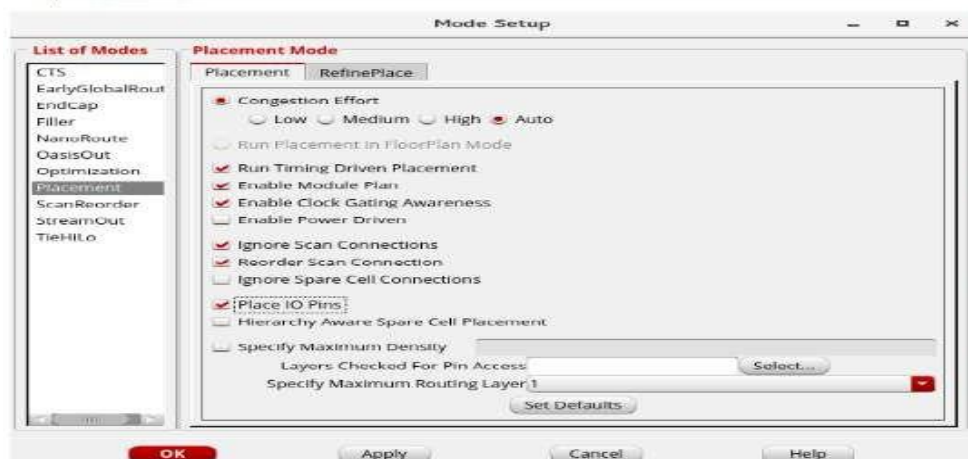 Mode Setup
List of Modes
CTS
EarlyGlobalRout
EndCap
Filler
NanoRoute
OasisOut
Optimization
Placement
ScanReorder
StreamOut
TieHiLo
Placement Mode
Placement RefinePlace
Congestion Effort
Low Medium High Auto
Run Placement In FloorPlan Mode
Run Timing Driven Placement
Enable Module Plan
Enable Clock Gating Awareness
Enable Power Driven
Ignore Scan Connections
Reorder Scan Connection
Ignore Spare Cell Connections
Place IO Pins
Hierarchy Aware Spare Cell Placement
Specify Maximum Density
Layers Checked For Pin Access Select...
Specify Maximum Routing Layer 1
Set Defaults
OK Apply Cancel Help